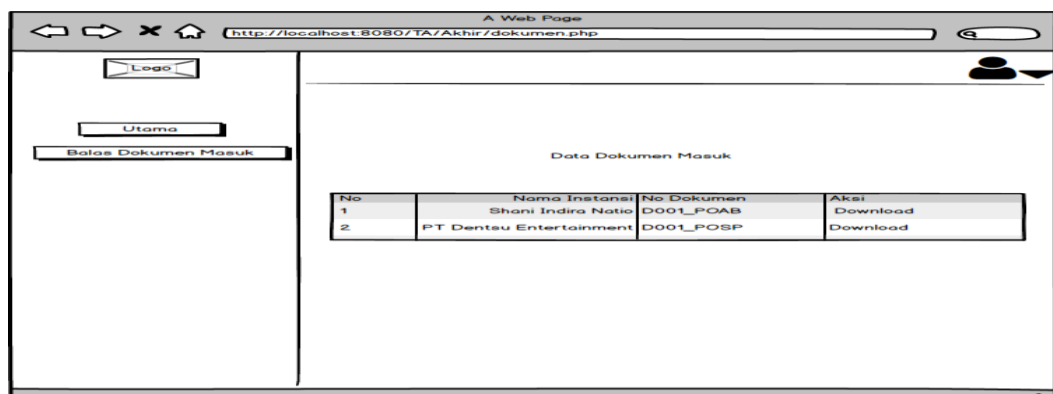 A Web Page
http://localhost:8080/TA/Akhir/dokumen.php
Logo
Utama
Balas Dokumen Masuk
Data Dokumen Masuk
No Nama Instansi No Dokumen Aksi
1 Shani Indira Natio D001_POAB Download
2 PT Dentsu Entertainment D001_POSP Download